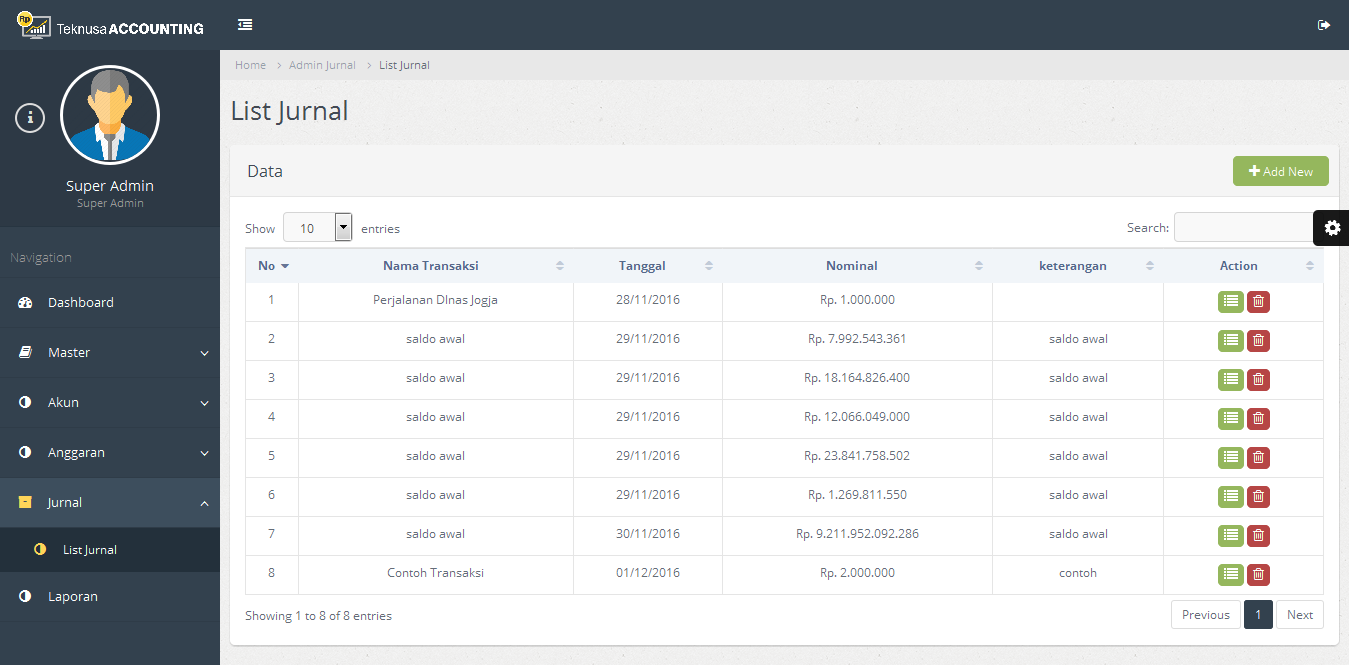 Rp
Teknusa ACCOUNTING
Super Admin
Super Admin
Navigation
Dashboard
Master
Akun
Anggaran
Jurnal
List Jurnal
Laporan
Home > Admin Jurnal > List Jurnal
List Jurnal
Data
Add New
Show 10 entries
Search:
No Nama Transaksi Tanggal Nominal keterangan Action
1 Perjalanan DInas Jogja 28/11/2016 Rp. 1.000.000
2 saldo awal 29/11/2016 Rp. 7.992.543.361 saldo awal
3 saldo awal 29/11/2016 Rp. 18.164.826.400 saldo awal
4 saldo awal 29/11/2016 Rp. 12.066.049.000 saldo awal
5 saldo awal 29/11/2016 Rp. 23.841.758.502 saldo awal
6 saldo awal 29/11/2016 Rp. 1.269.811.550 saldo awal
7 saldo awal 30/11/2016 Rp. 9.211.952.092.286 saldo awal
8 Contoh Transaksi 01/12/2016 Rp. 2.000.000 contoh
Showing 1 to 8 of 8 entries
Previous 1 Next